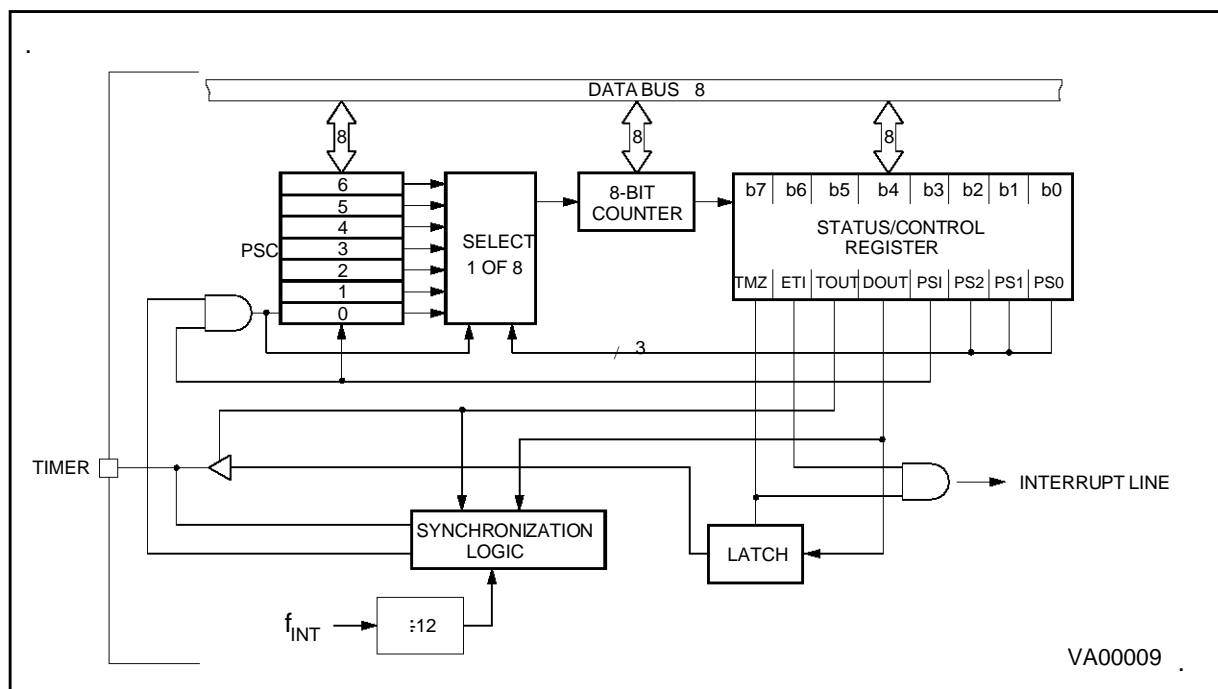 DATA BUS 8
8
8
8
6
5
4
3
2
1
0
PSC
SELECT
1 OF 8
8-BIT
COUNTER
b7 b6 b5 b4 b3 b2 b1 b0
STATUS/CONTROL
REGISTER
TMZ ETI TOUT DOUT PSI PS2 PS1 PS0
/ 3
TIMER
SYNCHRONIZATION
LOGIC
LATCH
INTERRUPT LINE
fINT
:12
VA00009